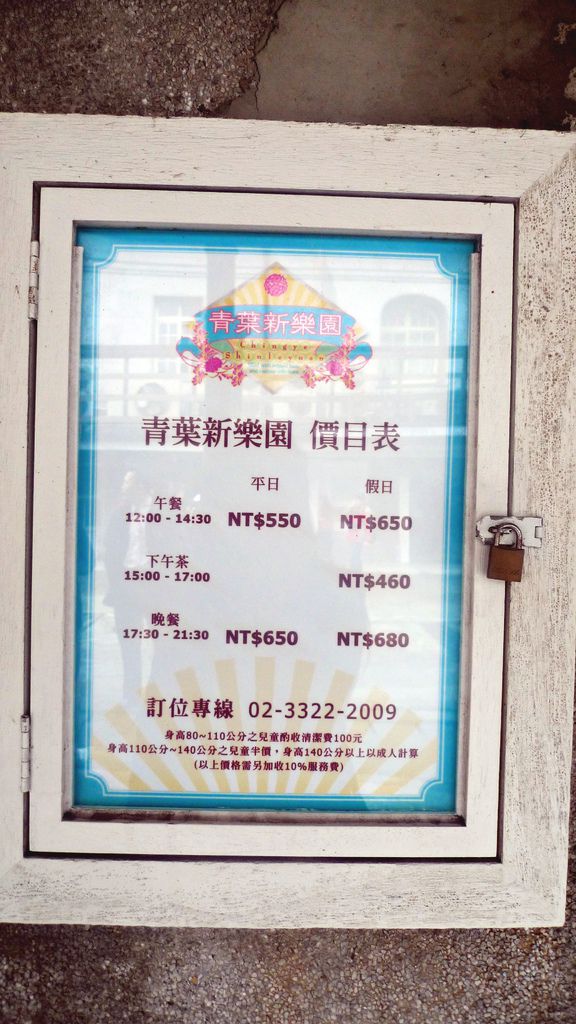 青葉新樂園
Chingye
Shinleyuan
青葉新樂園 價目表
平日 假日
午餐
12:00 - 14:30 NT$550 NT$650
下午茶
15:00 - 17:00 NT$460
晚餐
17:30 - 21:30 NT$650 NT$680
訂位專線 02-3322-2009
身高80~110公分之兒童酌收清潔費100元
身高110公分~140公分之兒童半價，身高140公分以上以成人計算
(以上價格需另加收10%服務費)